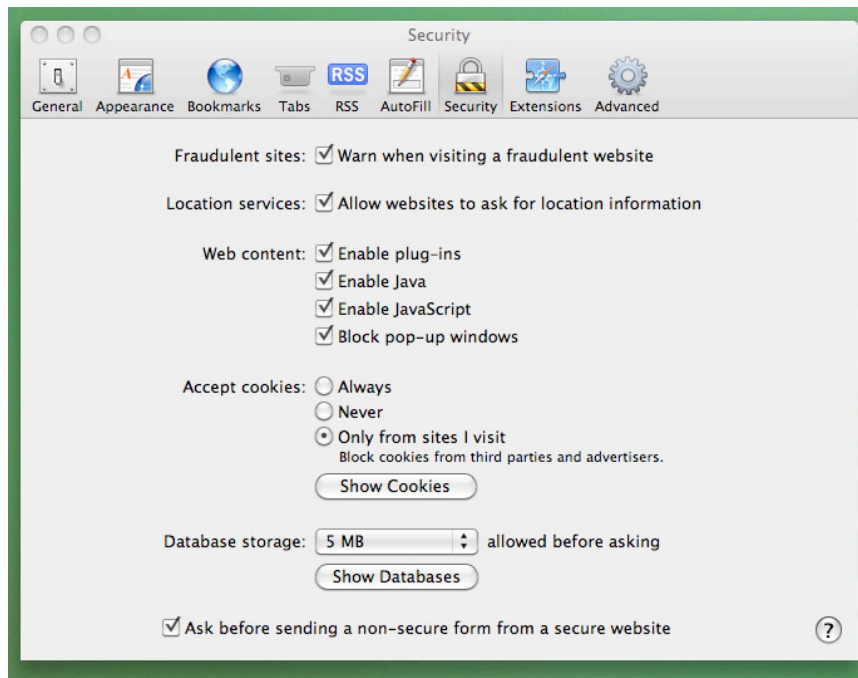 Security
RSS
General Appearance Bookmarks Tabs RSS AutoFill Security Extensions Advanced
Fraudulent sites: Warn when visiting a fraudulent website
Location services: Allow websites to ask for location information
Web content: Enable plug-ins
Enable Java
Enable JavaScript
Block pop-up windows
Accept cookies: Always
Never
Only from sites I visit
Block cookies from third parties and advertisers.
Show Cookies
Database storage: 5 MB allowed before asking
Show Databases
Ask before sending a non-secure form from a secure website ?